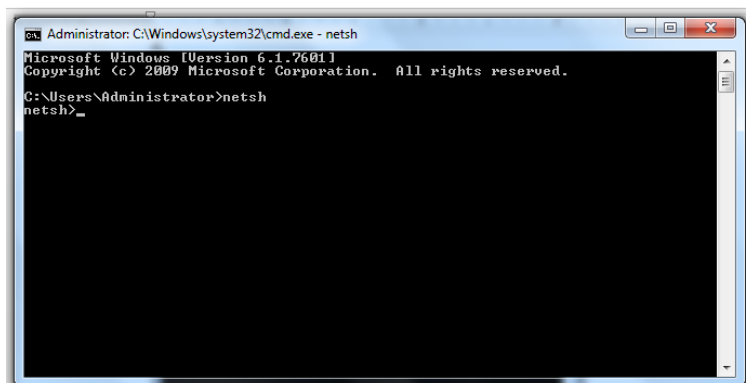 Administrator: C:\Windows\system32\cmd.exe - netsh
Microsoft Windows [Version 6.1.7601]
Copyright (c) 2009 Microsoft Corporation.  All rights reserved.
C:\Users\Administrator>netsh
netsh>_